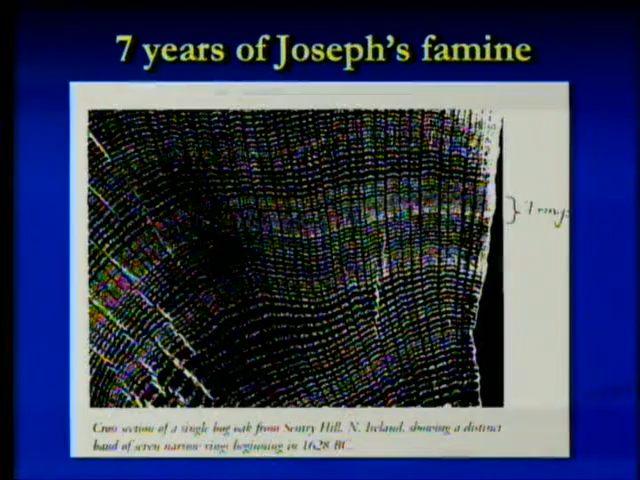 7 years of Joseph's famine
Cross section of a single bog oak from Sentry Hill, N. Ireland, showing a distinct
band of seven narrow rings beginning in 1628 BC.